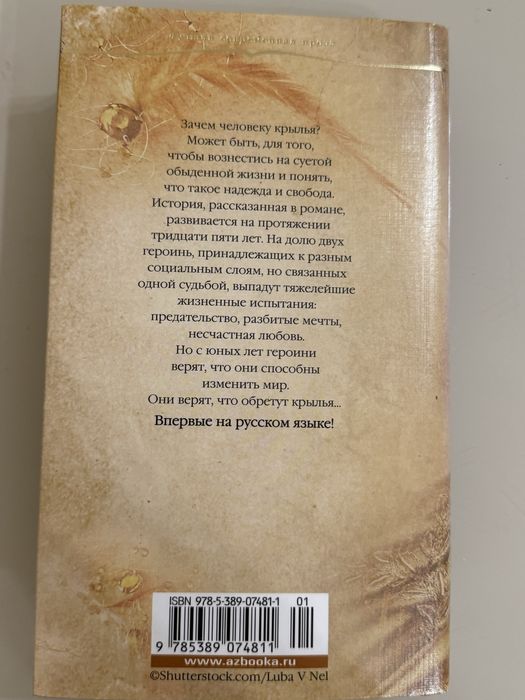 Зачем человеку крылья?
Может быть, для того,
чтобы вознестись на суетой
обыденной жизни и понять,
что такое надежда и свобода.
История, рассказанная в романе,
развивается на протяжении
тридцати пяти лет. На долю двух
героинь, принадлежащих к разным
социальным слоям, но связанных
одной судьбой, выпадут тяжелейшие
жизненные испытания:
предательство, разбитые мечты,
несчастная любовь.
Но с юных лет героини
верят, что они способны
изменить мир.
Они верят, что обретут крылья...
Впервые на русском языке!
ISBN 978-5-389-07481-1 01
9 785389 074811
www.azbooka.ru
©Shutterstock.com/Luba V Nel